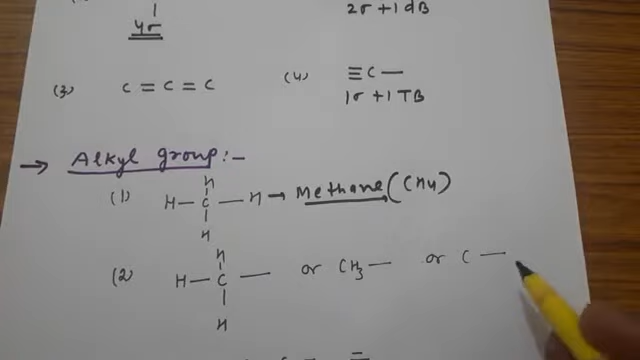 4σ
2σ + 1 dB
(3) C = C = C
(4) ≡ C —
1σ + 1 TB
→ Alkyl group :-
H
(1) H — C — H → Methane (CH4)
H
H
(2) H — C — or CH3 — or C —
H